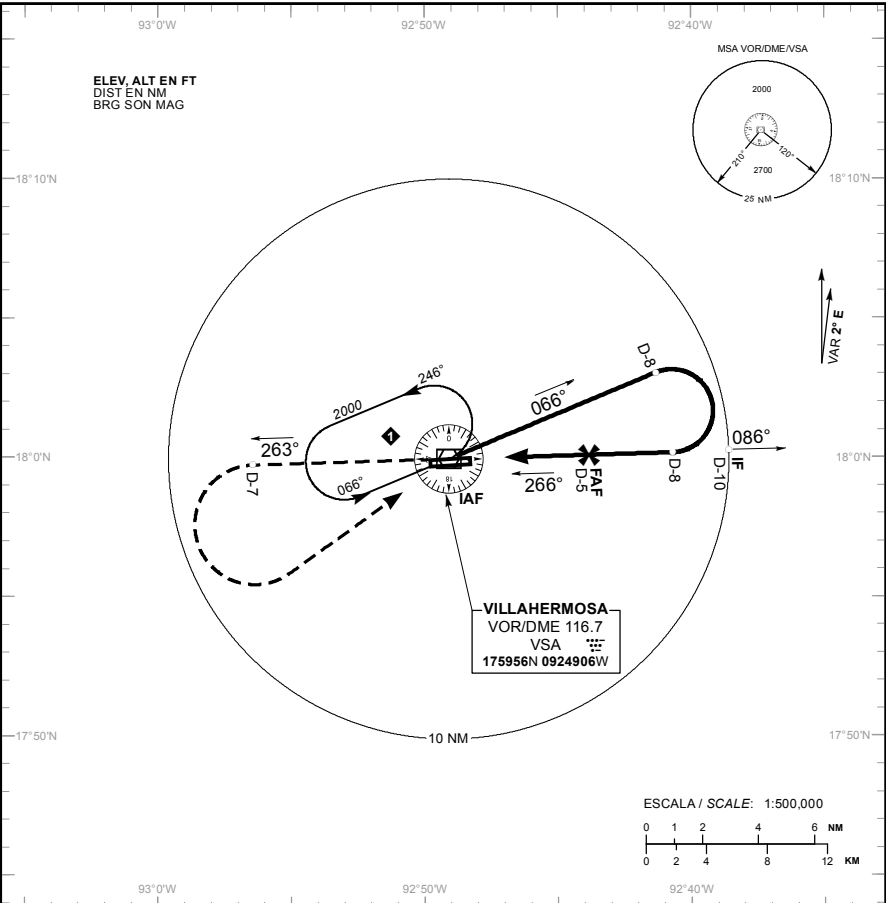 93°0'W 92°50'W 92°40'W
MSA VOR/DME/VSA
ELEV, ALT EN FT
DIST EN NM
BRG SON MAG
2000
210° 120°
2700
25 NM
18°10'N 18°10'N
VAR 2° E
D-8
246°
2000
066°
1
263°
086°
18°0'N 18°0'N
D-7
066°
IAF
266°
D-5
FAF
D-8
D-10
IF
0
18
VILLAHERMOSA
VOR/DME 116.7
VSA
175956N 0924906W
17°50'N 17°50'N
10 NM
ESCALA / SCALE: 1:500,000
0 1 2 4 6 NM
0 2 4 8 12 KM
93°0'W 92°50'W 92°40'W